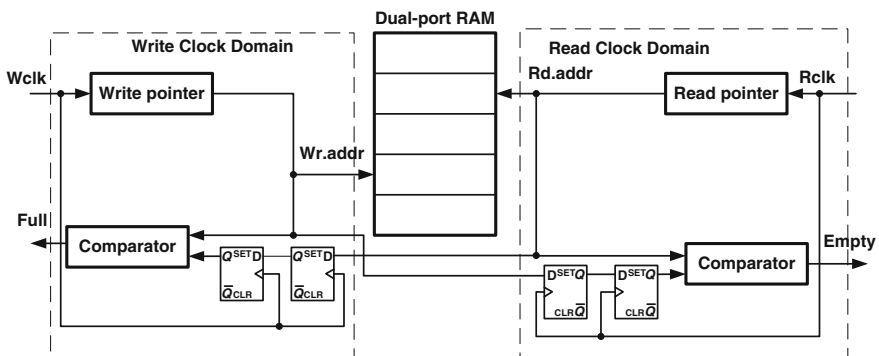 Dual-port RAM
Write Clock Domain
Read Clock Domain
Wclk
Write pointer
Rd.addr
Read pointer
Rclk
Wr.addr
Full
Comparator
Q SET D
Q̅ CLR
Q SET D
Q̅ CLR
D SET Q
CLR Q̅
D SET Q
CLR Q̅
Comparator
Empty